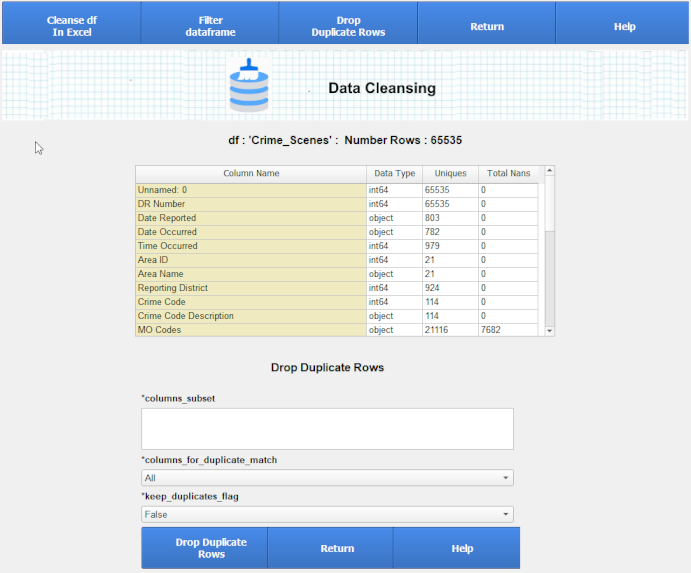 Cleanse df Filter Drop Return Help
In Excel dataframe Duplicate Rows
Data Cleansing
df : 'Crime_Scenes' : Number Rows : 65535
Column Name Data Type Uniques Total Nans
Unnamed: 0 int64 65535 0
DR Number int64 65535 0
Date Reported object 803 0
Date Occurred object 782 0
Time Occurred int64 979 0
Area ID int64 21 0
Area Name object 21 0
Reporting District int64 924 0
Crime Code int64 114 0
Crime Code Description object 114 0
MO Codes object 21116 7682
Drop Duplicate Rows
*columns_subset
*columns_for_duplicate_match
All
*keep_duplicates_flag
False
Drop Duplicate Return Help
Rows